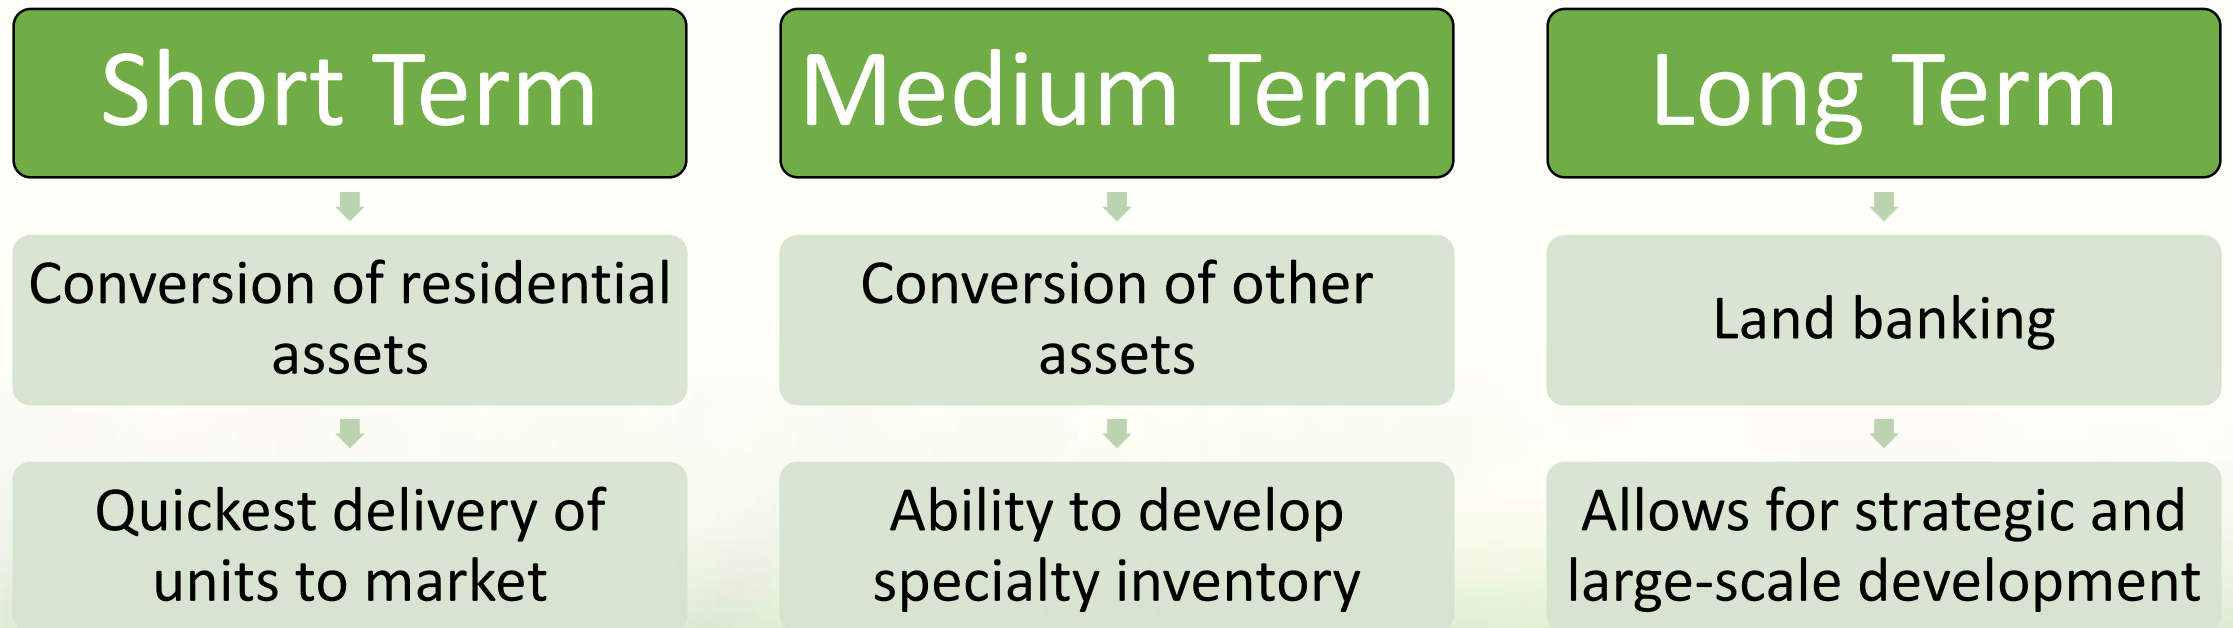 Short Term
Conversion of residential
assets
Quickest delivery of
units to market
Medium Term
Conversion of other
assets
Ability to develop
specialty inventory
Long Term
Land banking
Allows for strategic and
large-scale development